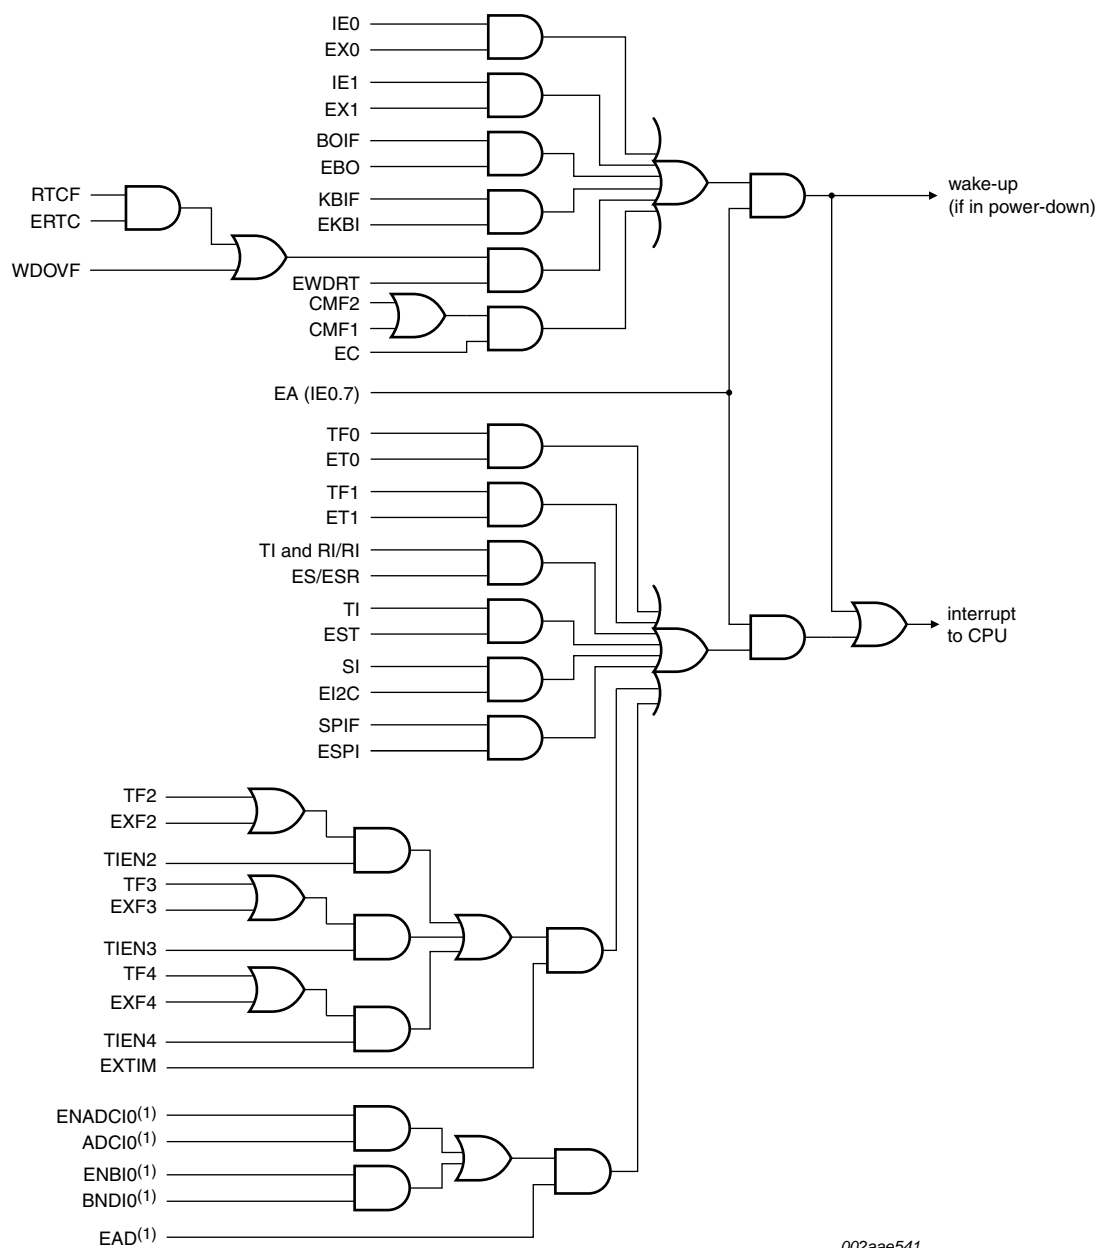 IE0
EX0
IE1
EX1
BOIF
EBO
KBIF
EKBI
RTCF
ERTC
WDOVF
EWDRT
CMF2
CMF1
EC
EA (IE0.7)
wake-up
(if in power-down)
TF0
ET0
TF1
ET1
TI and RI/RI
ES/ESR
TI
EST
SI
EI2C
SPIF
ESPI
interrupt
to CPU
TF2
EXF2
TIEN2
TF3
EXF3
TIEN3
TF4
EXF4
TIEN4
EXTIM
ENADCI0(1)
ADCI0(1)
ENBI0(1)
BNDI0(1)
EAD(1)
002aae541